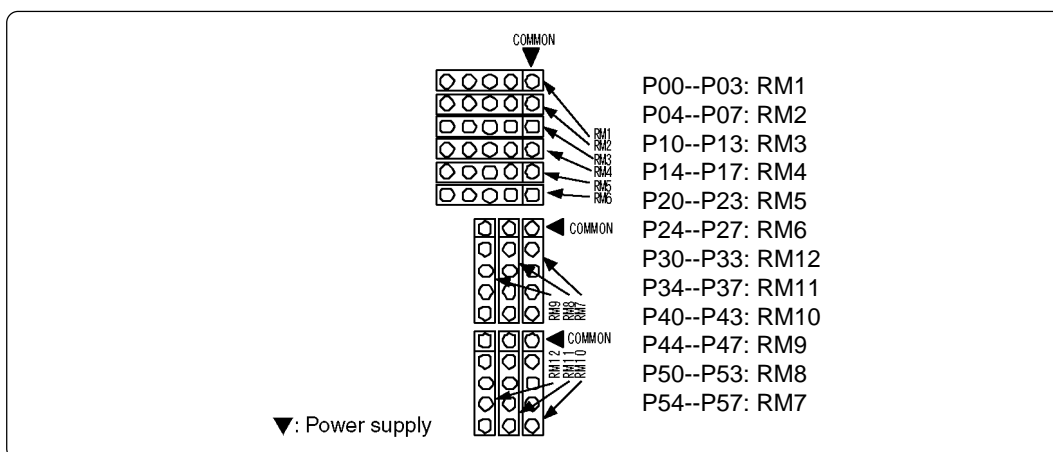 COMMON
RM1
RM2
RM3
RM4
RM5
RM6
COMMON
RM9
RM8
RM7
COMMON
RM12
RM11
RM10
▼: Power supply
P00--P03: RM1
P04--P07: RM2
P10--P13: RM3
P14--P17: RM4
P20--P23: RM5
P24--P27: RM6
P30--P33: RM12
P34--P37: RM11
P40--P43: RM10
P44--P47: RM9
P50--P53: RM8
P54--P57: RM7